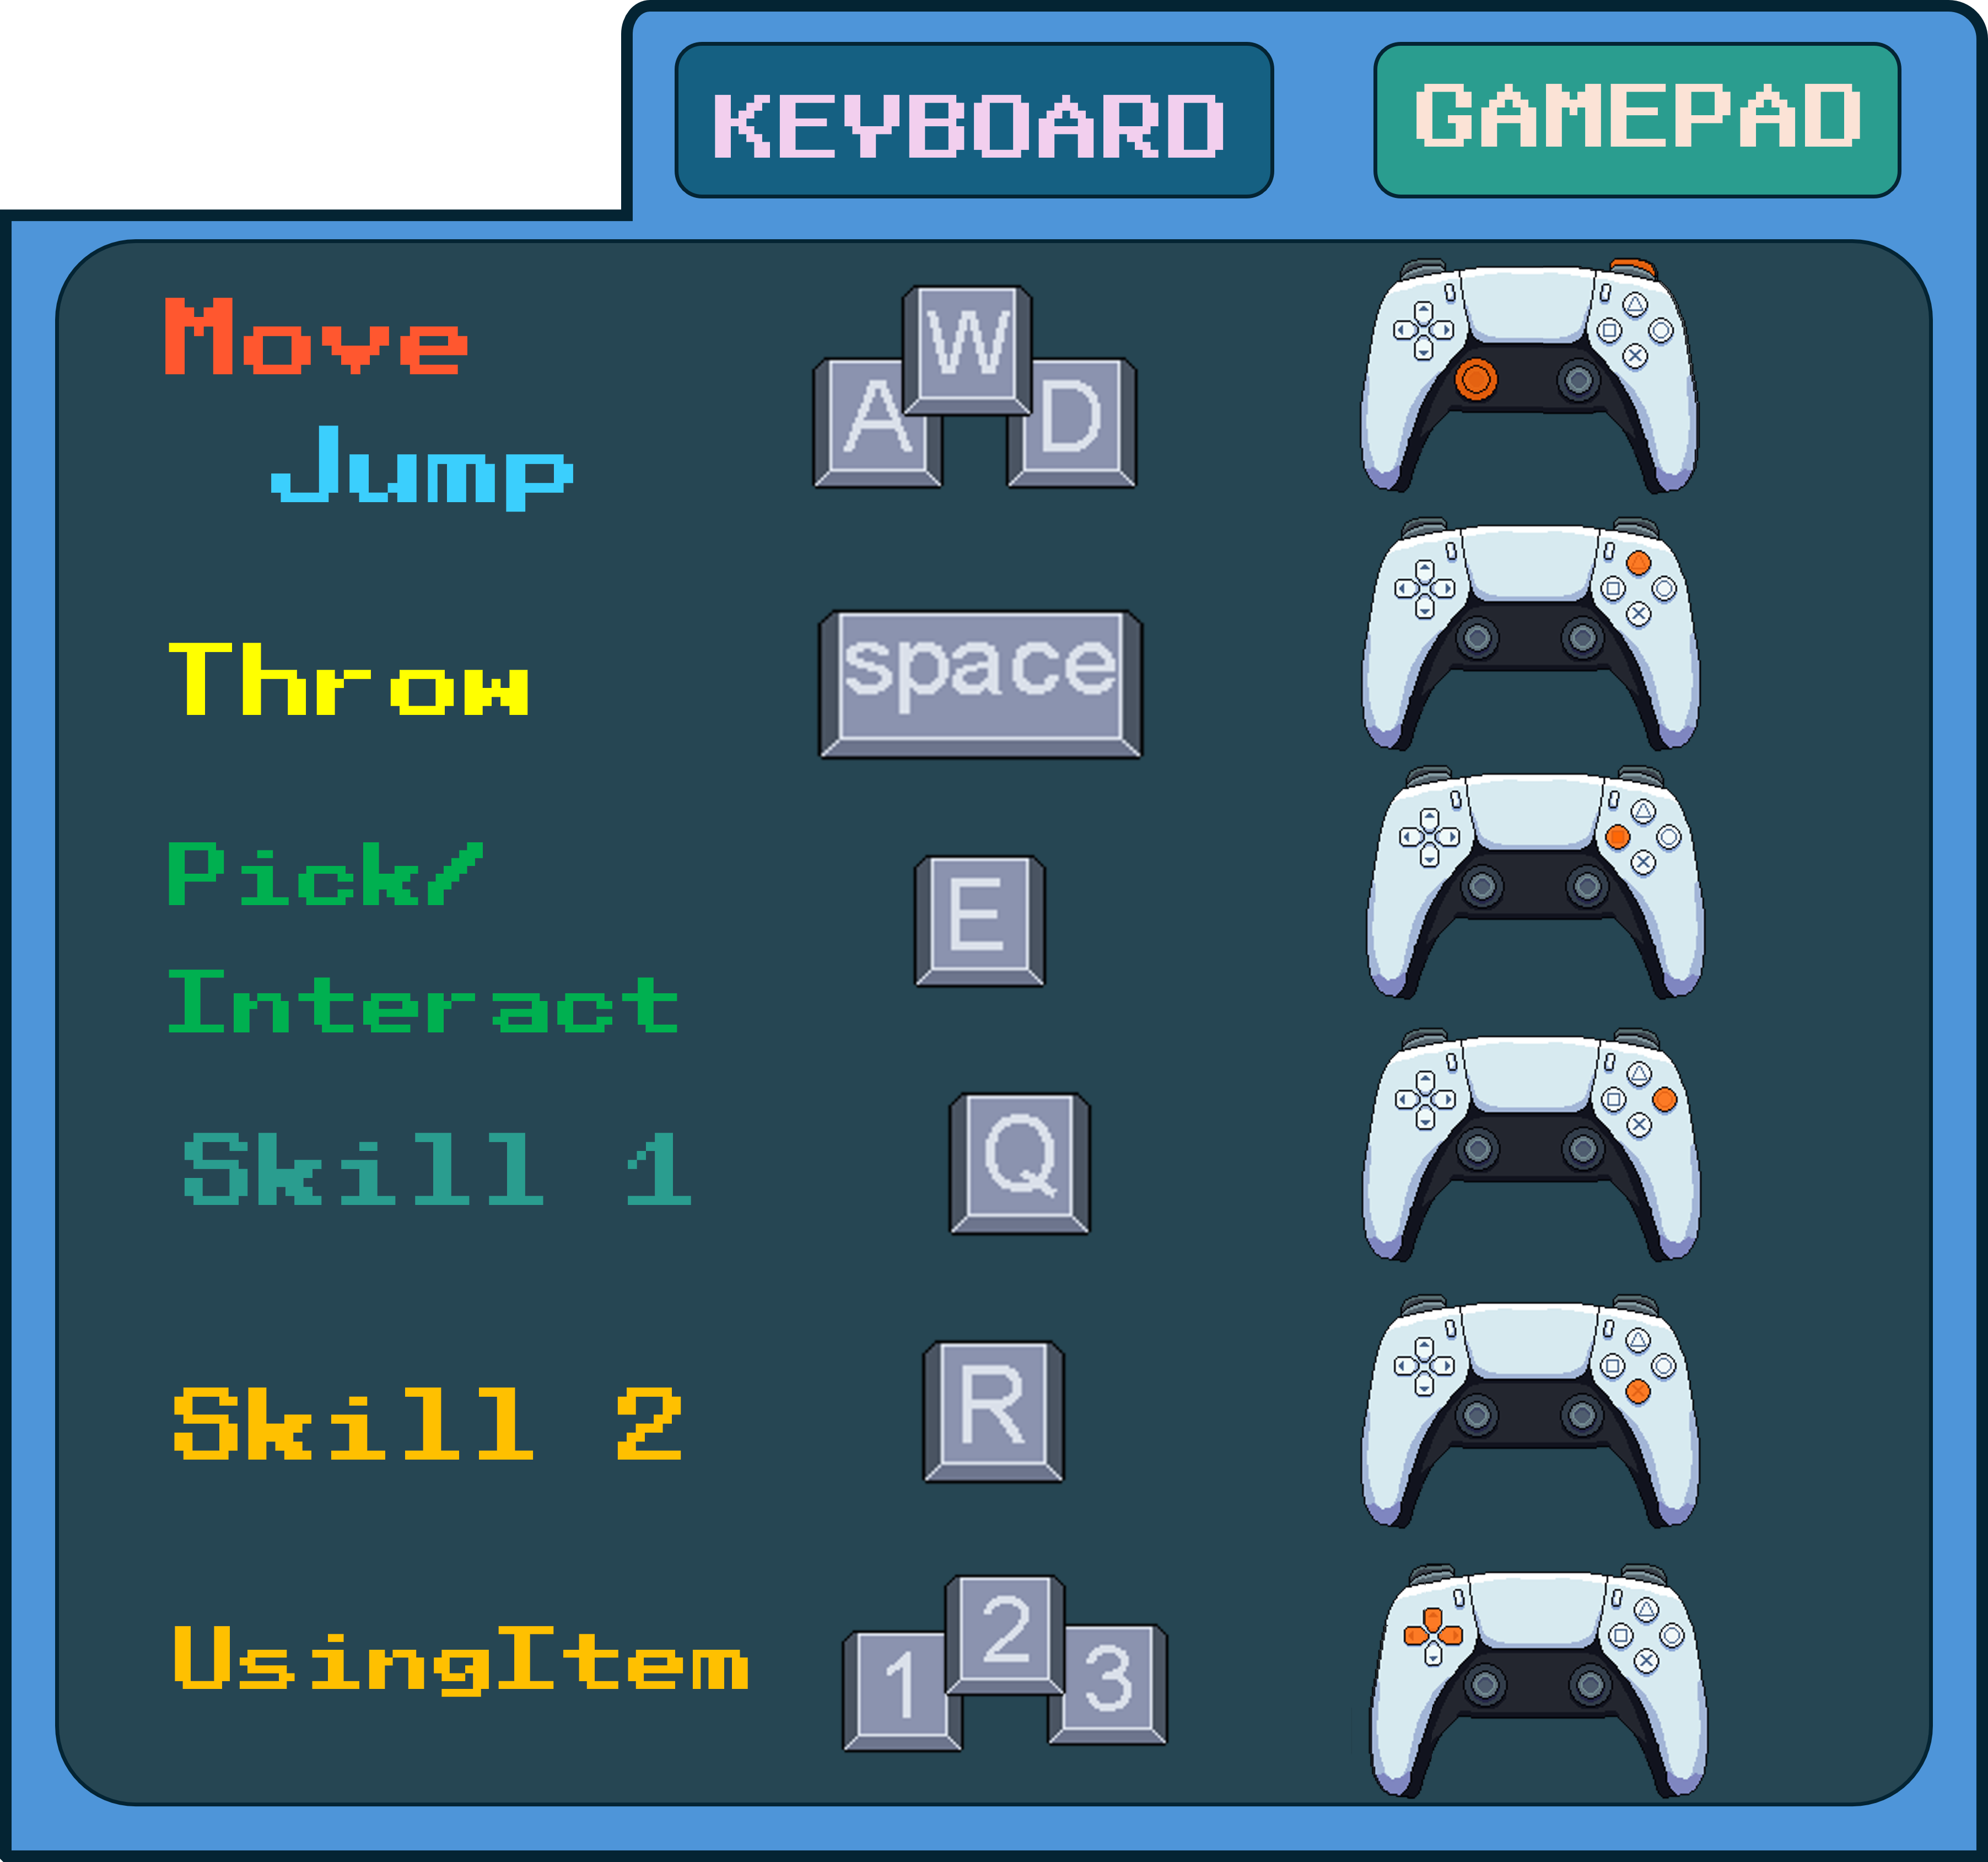 KEYBOARD GAMEPAD
Move
Jump
W
A D
Throw
space
Pick/
Interact
E
Skill 1
Q
Skill 2
R
UsingItem
1 2 3